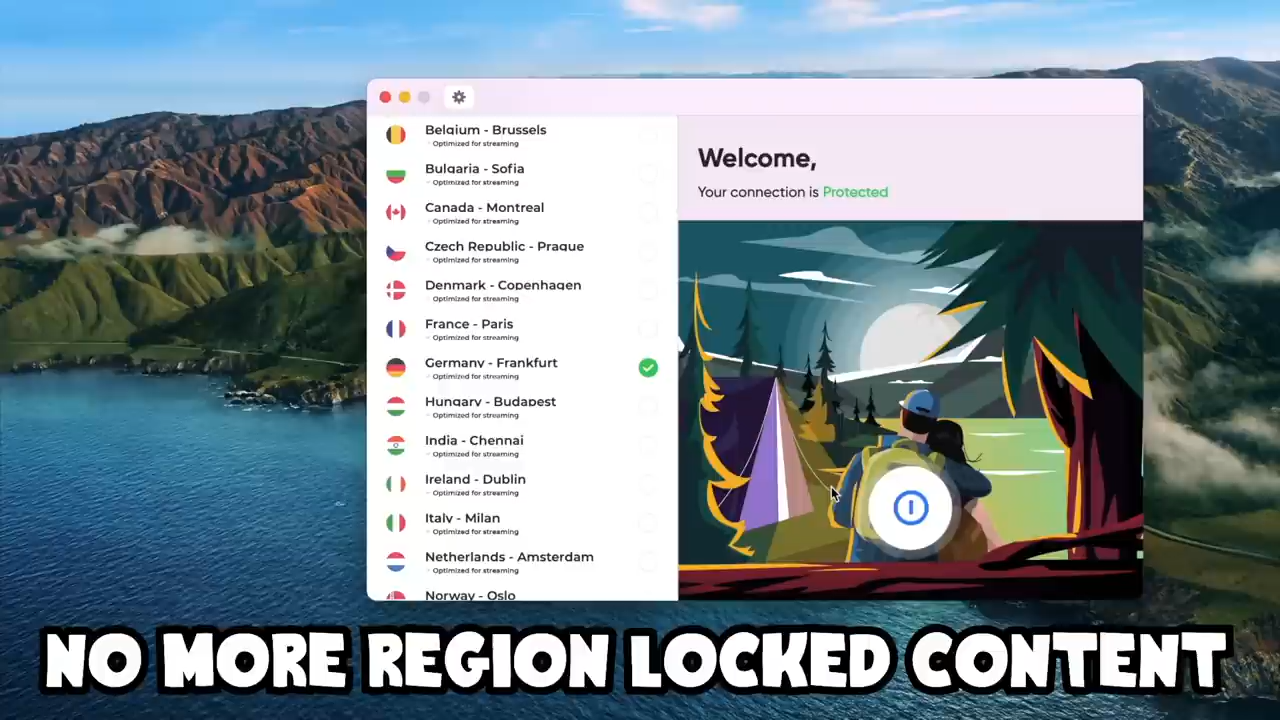 Belgium - Brussels
Optimized for streaming
Bulgaria - Sofia
Optimized for streaming
Canada - Montreal
Optimized for streaming
Czech Republic - Prague
Optimized for streaming
Denmark - Copenhagen
Optimized for streaming
France - Paris
Optimized for streaming
Germany - Frankfurt
Optimized for streaming
Hungary - Budapest
Optimized for streaming
India - Chennai
Optimized for streaming
Ireland - Dublin
Optimized for streaming
Italy - Milan
Optimized for streaming
Netherlands - Amsterdam
Optimized for streaming
Norway - Oslo
Welcome,
Your connection is Protected
NO MORE REGION LOCKED CONTENT